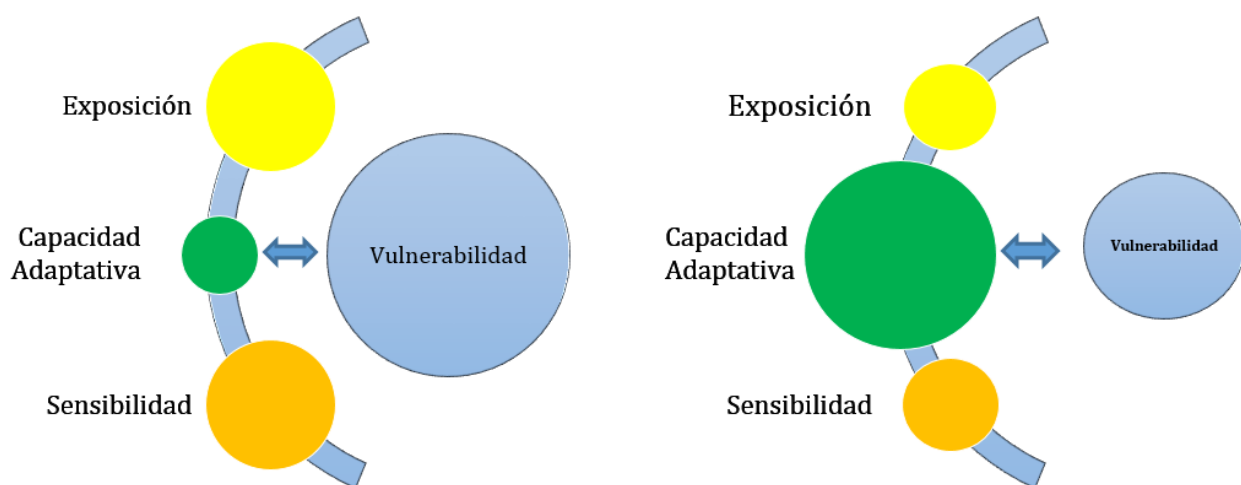 Exposición
Capacidad
Adaptativa
Vulnerabilidad
Sensibilidad
Exposición
Capacidad
Adaptativa
Vulnerabilidad
Sensibilidad